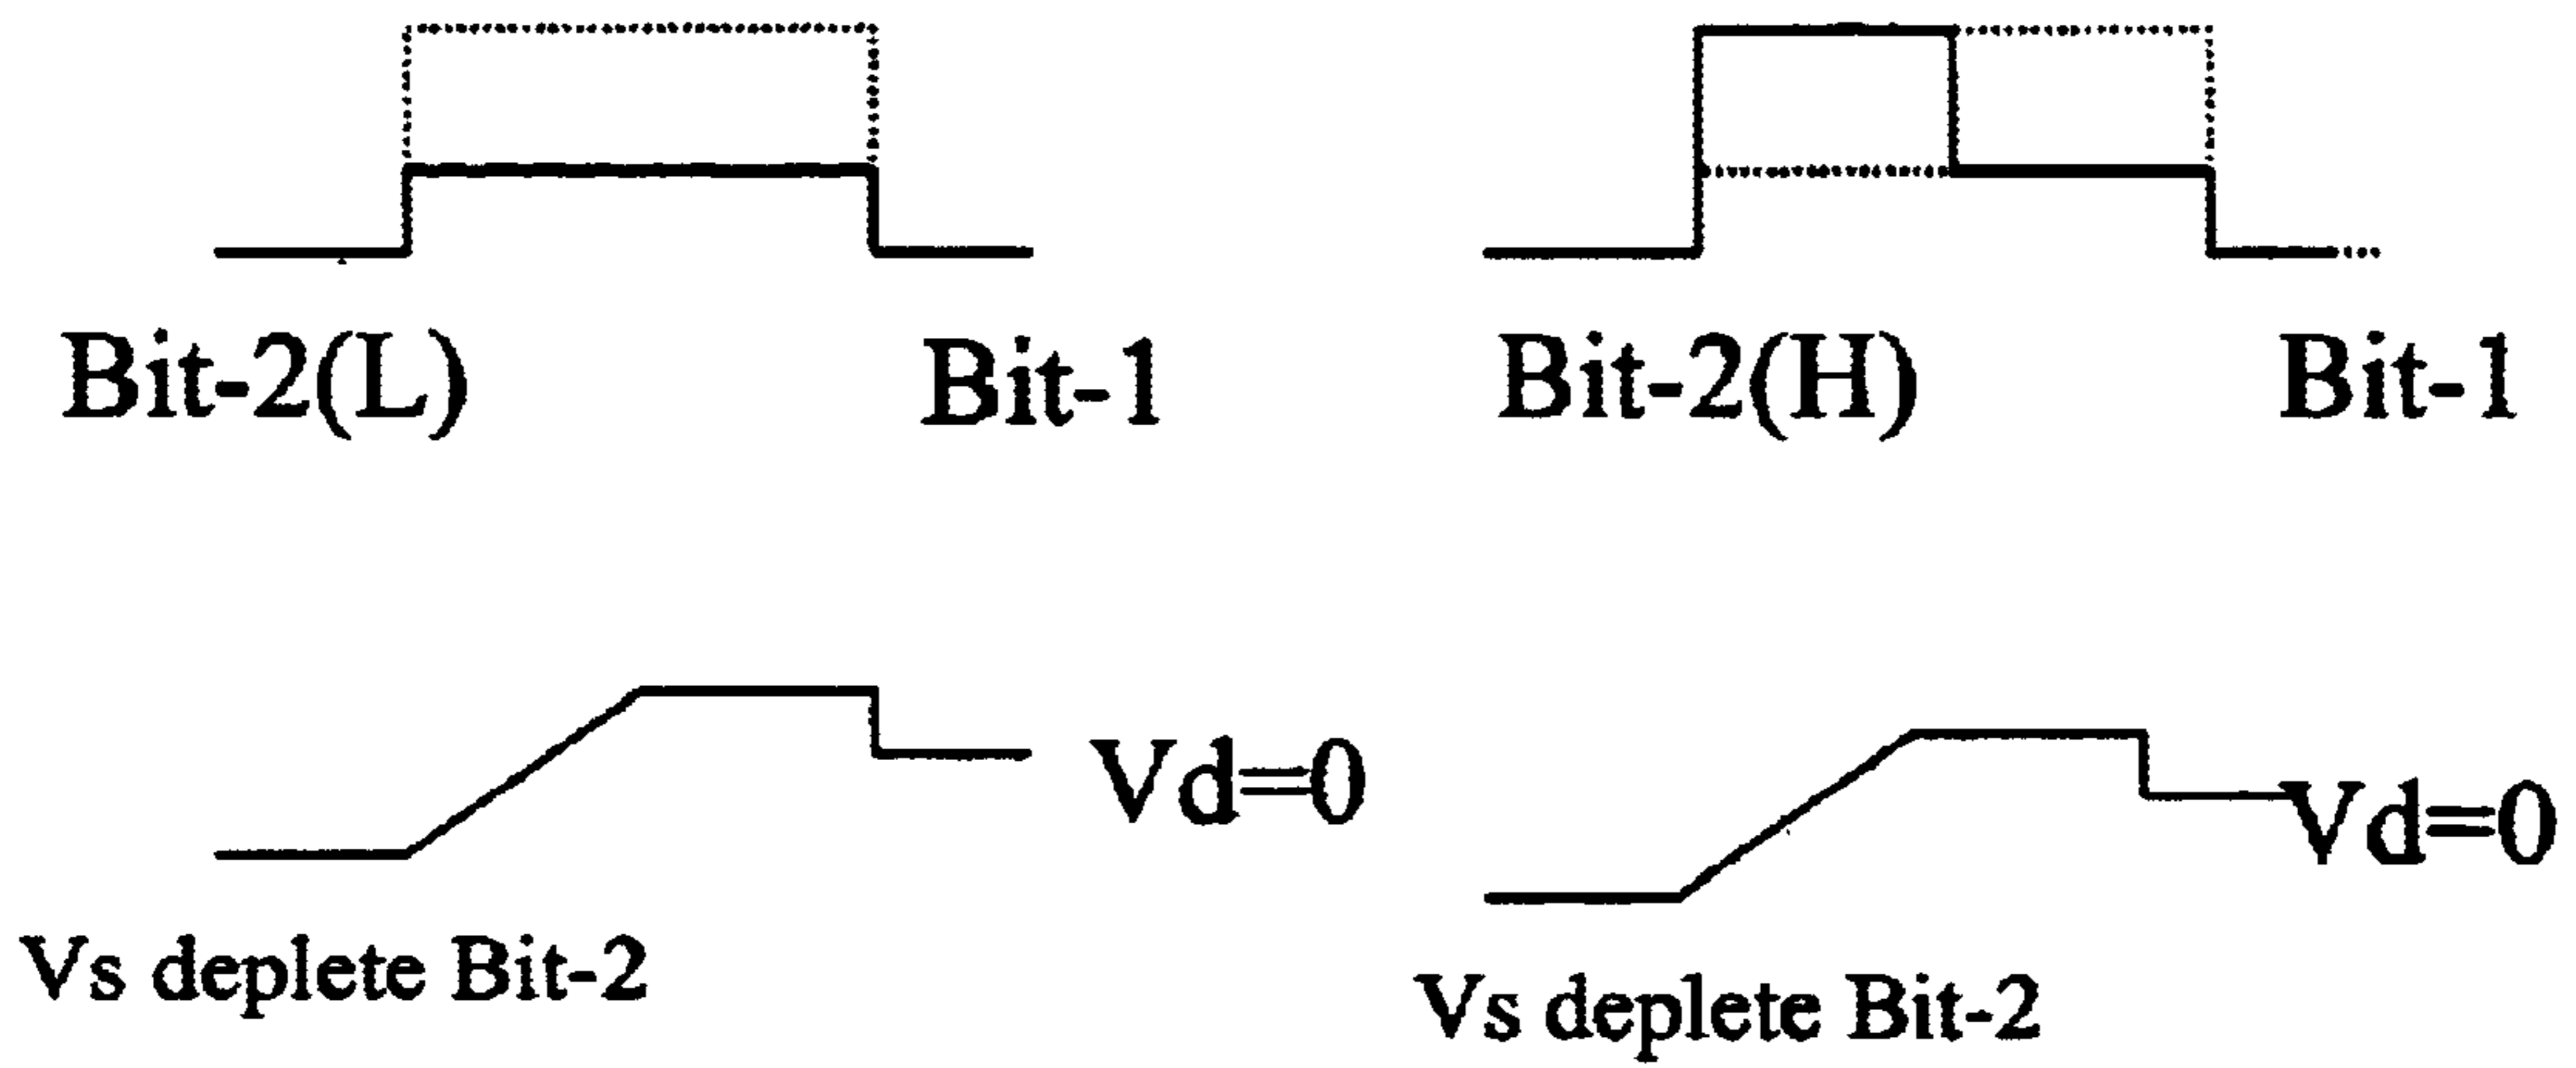 Bit-2(L) Bit-1 Bit-2(H) Bit-1
Vd=0 Vd=0
Vs deplete Bit-2 Vs deplete Bit-2